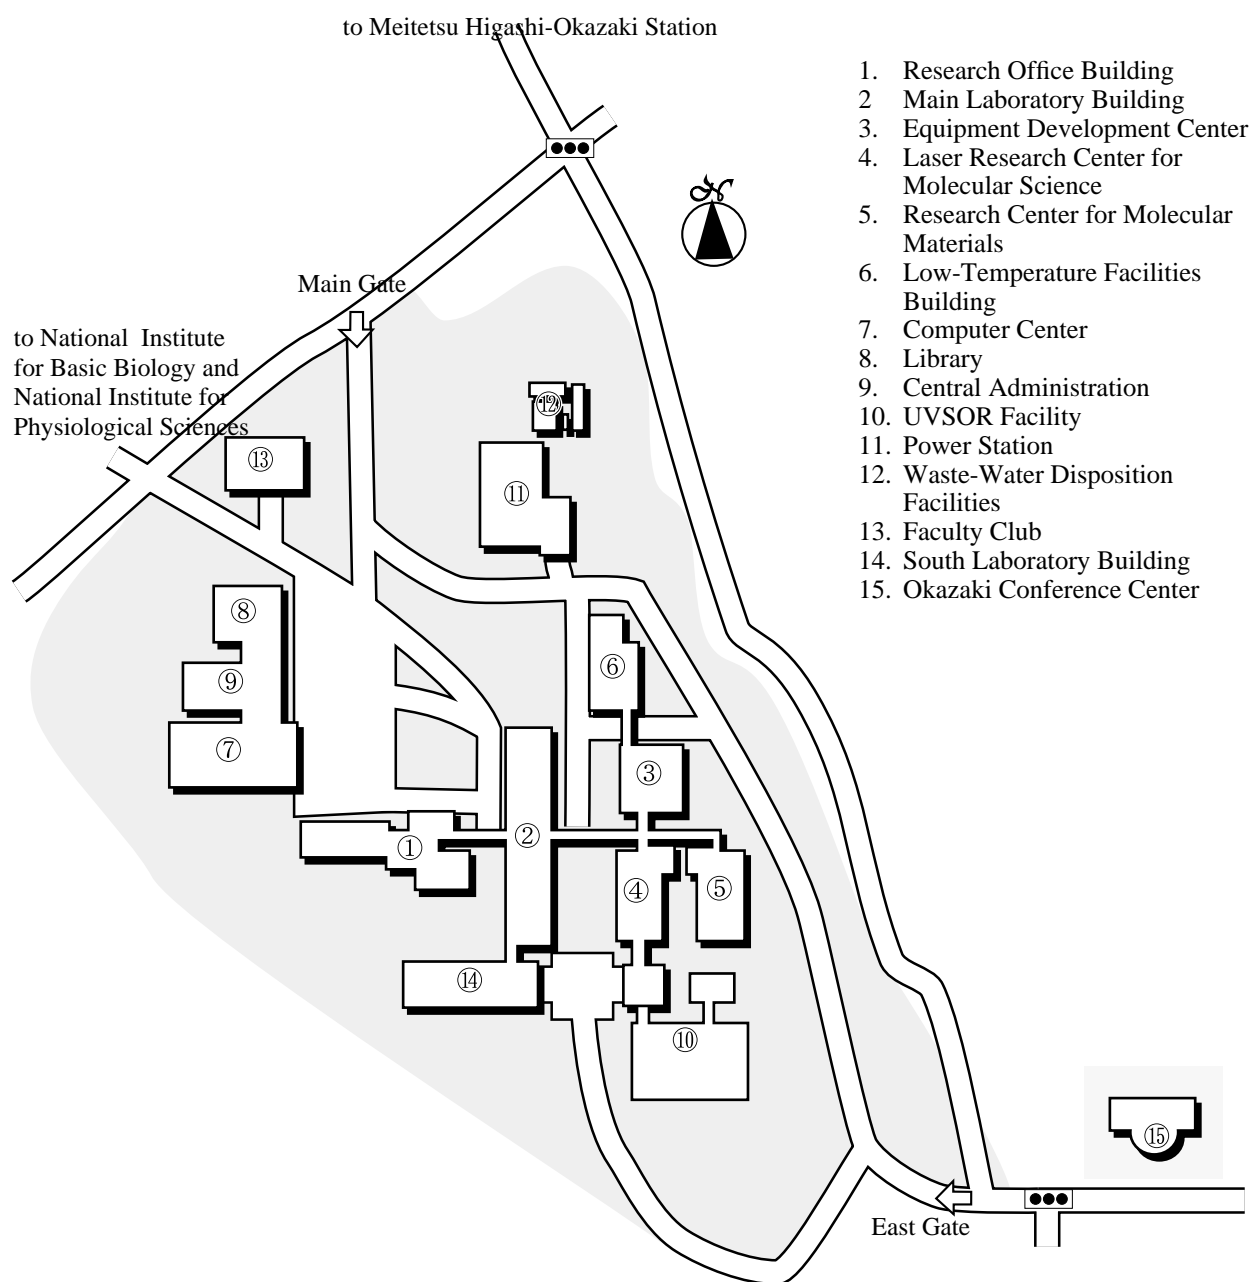 to Meitetsu Higashi-Okazaki Station
1. Research Office Building
2 Main Laboratory Building
3. Equipment Development Center
4. Laser Research Center for
Molecular Science
5. Research Center for Molecular
Materials
6. Low-Temperature Facilities
Building
7. Computer Center
8. Library
9. Central Administration
10. UVSOR Facility
11. Power Station
12. Waste-Water Disposition
Facilities
13. Faculty Club
14. South Laboratory Building
15. Okazaki Conference Center
N
Main Gate
to National Institute
for Basic Biology and
National Institute for
Physiological Sciences
⑫
⑬
⑪
⑧
⑥
⑨
⑦
③
②
①
④
⑤
⑭
⑩
⑮
East Gate